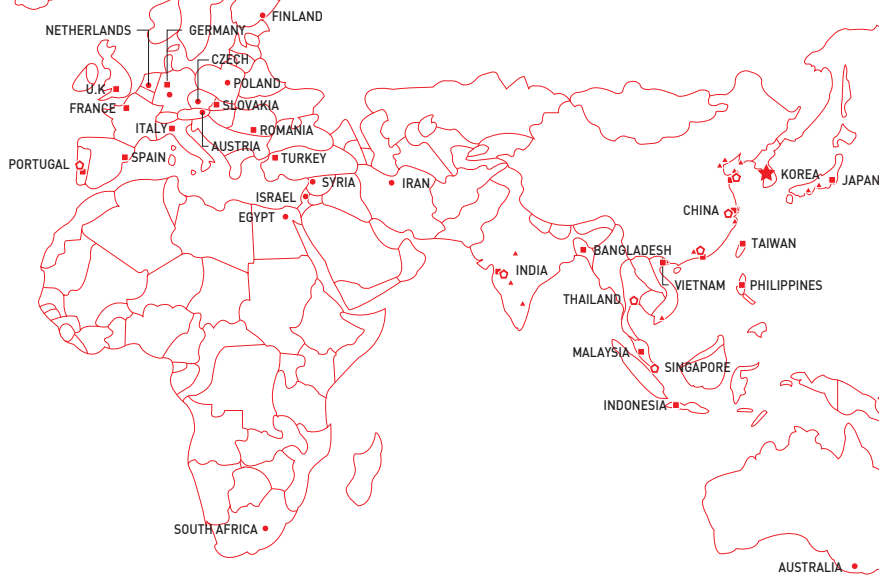 FINLAND
NETHERLANDS
GERMANY
CZECH
POLAND
U.K
SLOVAKIA
FRANCE
ITALY
ROMANIA
AUSTRIA
SPAIN
TURKEY
PORTUGAL
KOREA
SYRIA
IRAN
JAPAN
ISRAEL
CHINA
EGYPT
TAIWAN
BANGLADESH
INDIA
VIETNAM
PHILIPPINES
THAILAND
MALAYSIA
SINGAPORE
INDONESIA
SOUTH AFRICA
AUSTRALIA